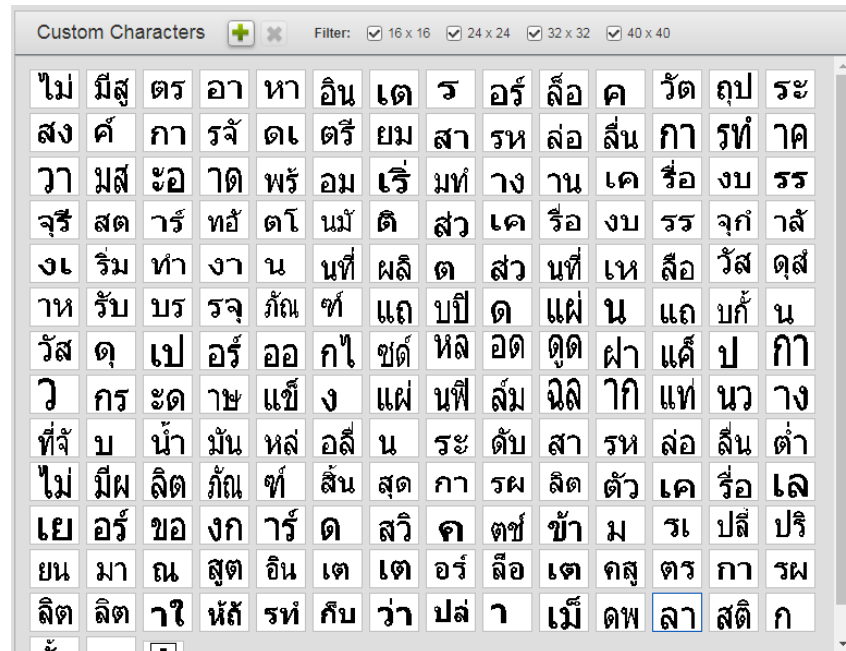 Custom Characters Filter: 16 x 16 24 x 24 32 x 32 40 x 40
ไม่ มีสู ตร อา หา อิน เต ร อร์ ล็อ ค วัต ถุป ระ
สง ค์ กา รจั ดเ ตรี ยม สา รห ล่อ ลื่น กา รทำ าค
วา มส ะอ าด พร้ อม เริ่ มทำ าง าน เค รื่อ งบ รร
จุรี สต าร์ ทอั ตโ นมั ติ ส่ว เค รื่อ งบ รร จุก่ าลั
งเ ริ่ม ทำ งา น นที่ ผลิ ต ส่ว นที่ เห ลือ วัส ดุสำ
าห รับ บร รจุ ภัณ ฑ์ แถ บปิ ด แผ่ น แถ บกั้ น
วัส ดุ เป อร์ ออ กไ ซด์ หล อด ดูด ฝา แค็ ป กา
ว กร ะด าษ แข็ ง แผ่ นฟิ ล์ม ฉล าก แท่ นว าง
ที่จั บ น้ำ มัน หล่ อลื่ น ระ ดับ สา รห ล่อ ลื่น ต่ำ
ไม่ มีผ ลิต ภัณ ฑ์ สิ้น สุด กา รผ ลิต ตัว เค รื่อ เล
เย อร์ ขอ งก าร์ ด สวิ ค ตช์ ข้า ม รเ ปลี่ ปริ
ยน มา ณ สูต อิน เต เต อร์ ล็อ เต คสู ตร กา รผ
ลิต ลิต าใ ห้ถั รทำ ก็บ ว่า ปล่ า เม็ ดพ ลา สติ ก